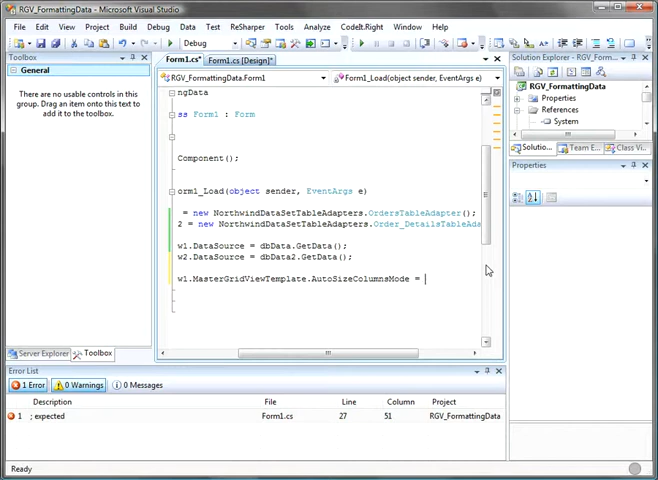 RGV_FormattingData - Microsoft Visual Studio
File Edit View Project Build Debug Data Test ReSharper Tools Analyze CodeIt.Right Window Help
Debug
Toolbox
General
There are no usable controls in this
group. Drag an item onto this text to
add it to the toolbox.
Server Explorer Toolbox
Form1.cs* Form1.cs [Design]*
RGV_FormattingData.Form1 Form1_Load(object sender, EventArgs e)
ngData
ss Form1 : Form
Component();
orm1_Load(object sender, EventArgs e)
= new NorthwindDataSetTableAdapters.OrdersTableAdapter();
2 = new NorthwindDataSetTableAdapters.Order_DetailsTableAda
w1.DataSource = dbData.GetData();
w2.DataSource = dbData2.GetData();
w1.MasterGridViewTemplate.AutoSizeColumnsMode =
Solution Explorer - RGV_Fo...
RGV_FormattingData
Properties
References
System
Solutio... Team E... Class Vi...
Properties
Error List
1 Error 0 Warnings 0 Messages
Description File Line Column Project
1 ; expected Form1.cs 27 51 RGV_FormattingData
Ready